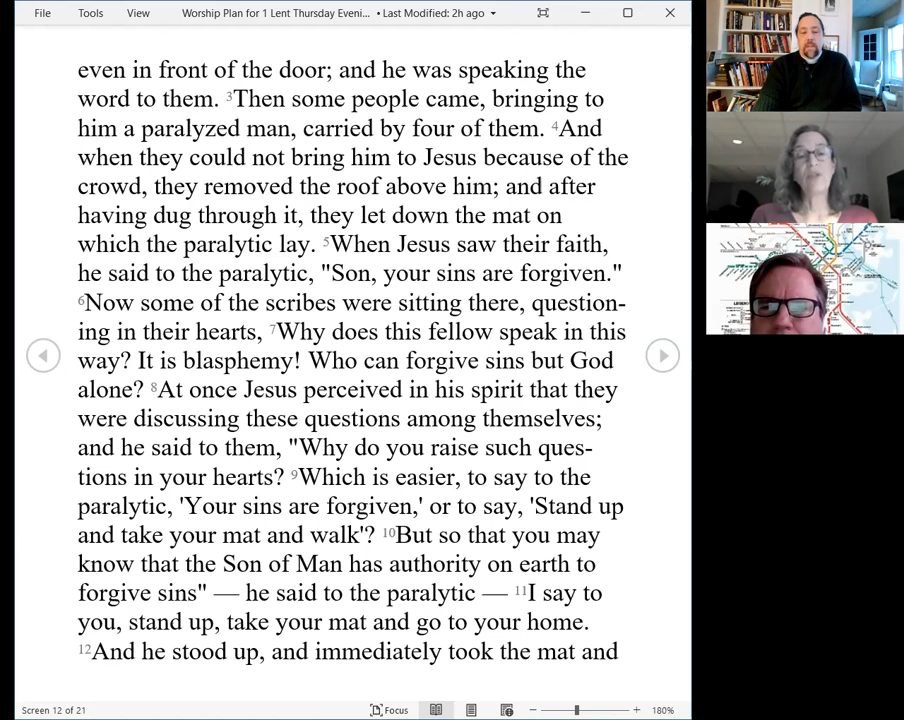 File Tools View Worship Plan for 1 Lent Thursday Eveni... • Last Modified: 2h ago
even in front of the door; and he was speaking the
word to them. 3Then some people came, bringing to
him a paralyzed man, carried by four of them. 4And
when they could not bring him to Jesus because of the
crowd, they removed the roof above him; and after
having dug through it, they let down the mat on
which the paralytic lay. 5When Jesus saw their faith,
he said to the paralytic, "Son, your sins are forgiven."
6Now some of the scribes were sitting there, question-
ing in their hearts, 7Why does this fellow speak in this
way? It is blasphemy! Who can forgive sins but God
alone? 8At once Jesus perceived in his spirit that they
were discussing these questions among themselves;
and he said to them, "Why do you raise such ques-
tions in your hearts? 9Which is easier, to say to the
paralytic, 'Your sins are forgiven,' or to say, 'Stand up
and take your mat and walk'? 10But so that you may
know that the Son of Man has authority on earth to
forgive sins" — he said to the paralytic — 11I say to
you, stand up, take your mat and go to your home.
12And he stood up, and immediately took the mat and
Screen 12 of 21 Focus 180%